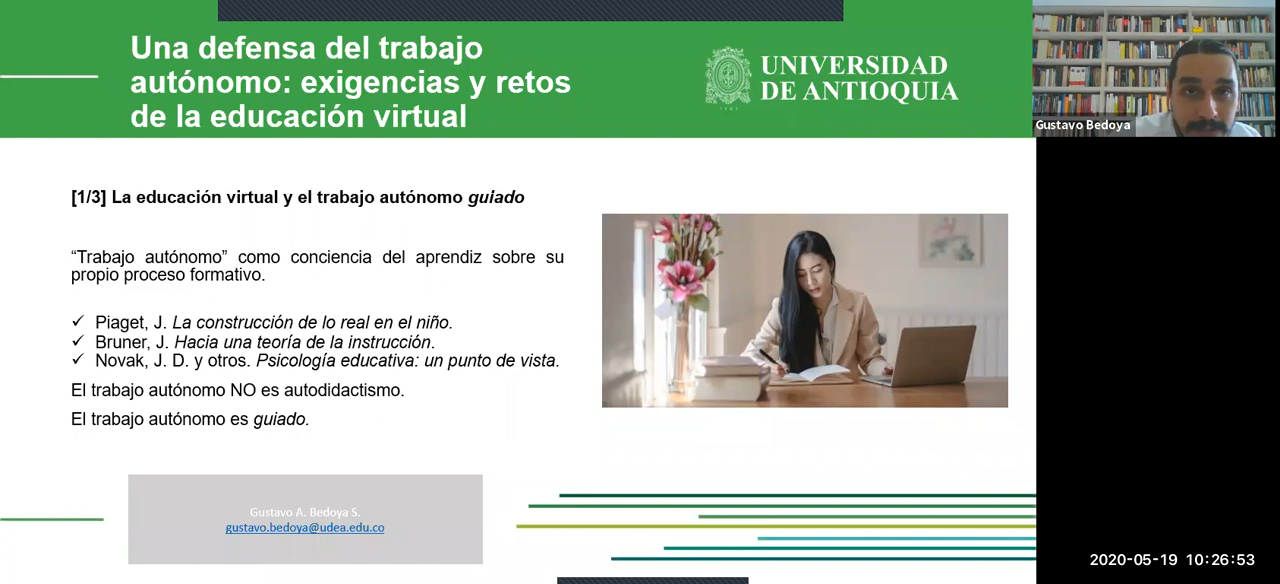 Una defensa del trabajo
autónomo: exigencias y retos
de la educación virtual
UNIVERSIDAD
DE ANTIOQUIA
Gustavo Bedoya
[1/3] La educación virtual y el trabajo autónomo guiado
“Trabajo autónomo” como conciencia del aprendiz sobre su
propio proceso formativo.
✓ Piaget, J. La construcción de lo real en el niño.
✓ Bruner, J. Hacia una teoría de la instrucción.
✓ Novak, J. D. y otros. Psicología educativa: un punto de vista.
El trabajo autónomo NO es autodidactismo.
El trabajo autónomo es guiado.
Gustavo A. Bedoya S.
gustavo.bedoya@udea.edu.co
2020-05-19 10:26:53